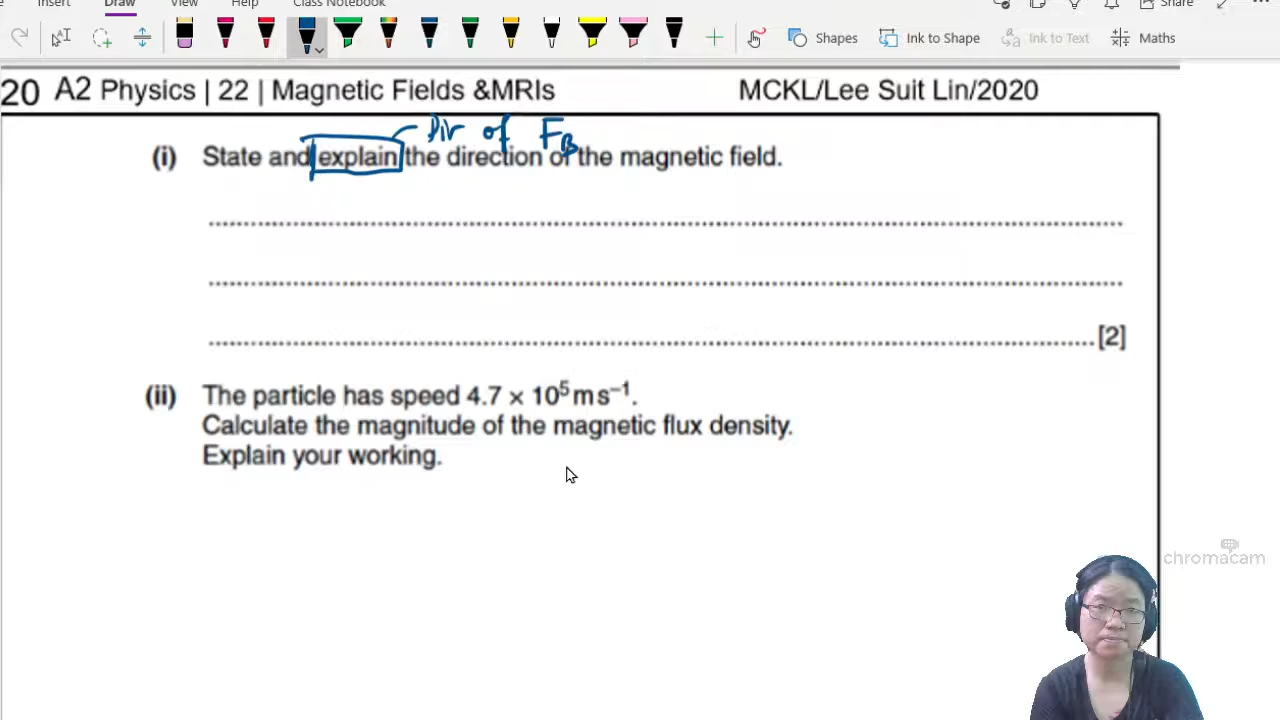 Insert Draw View Help Class Notebook Share
Shapes Ink to Shape Ink to Text Maths
20 A2 Physics | 22 | Magnetic Fields &MRIs MCKL/Lee Suit Lin/2020
Dir of FB
(i) State and explain the direction of the magnetic field.
[2]
(ii) The particle has speed 4.7 × 10⁵ m s⁻¹.
Calculate the magnitude of the magnetic flux density.
Explain your working.
chromacam